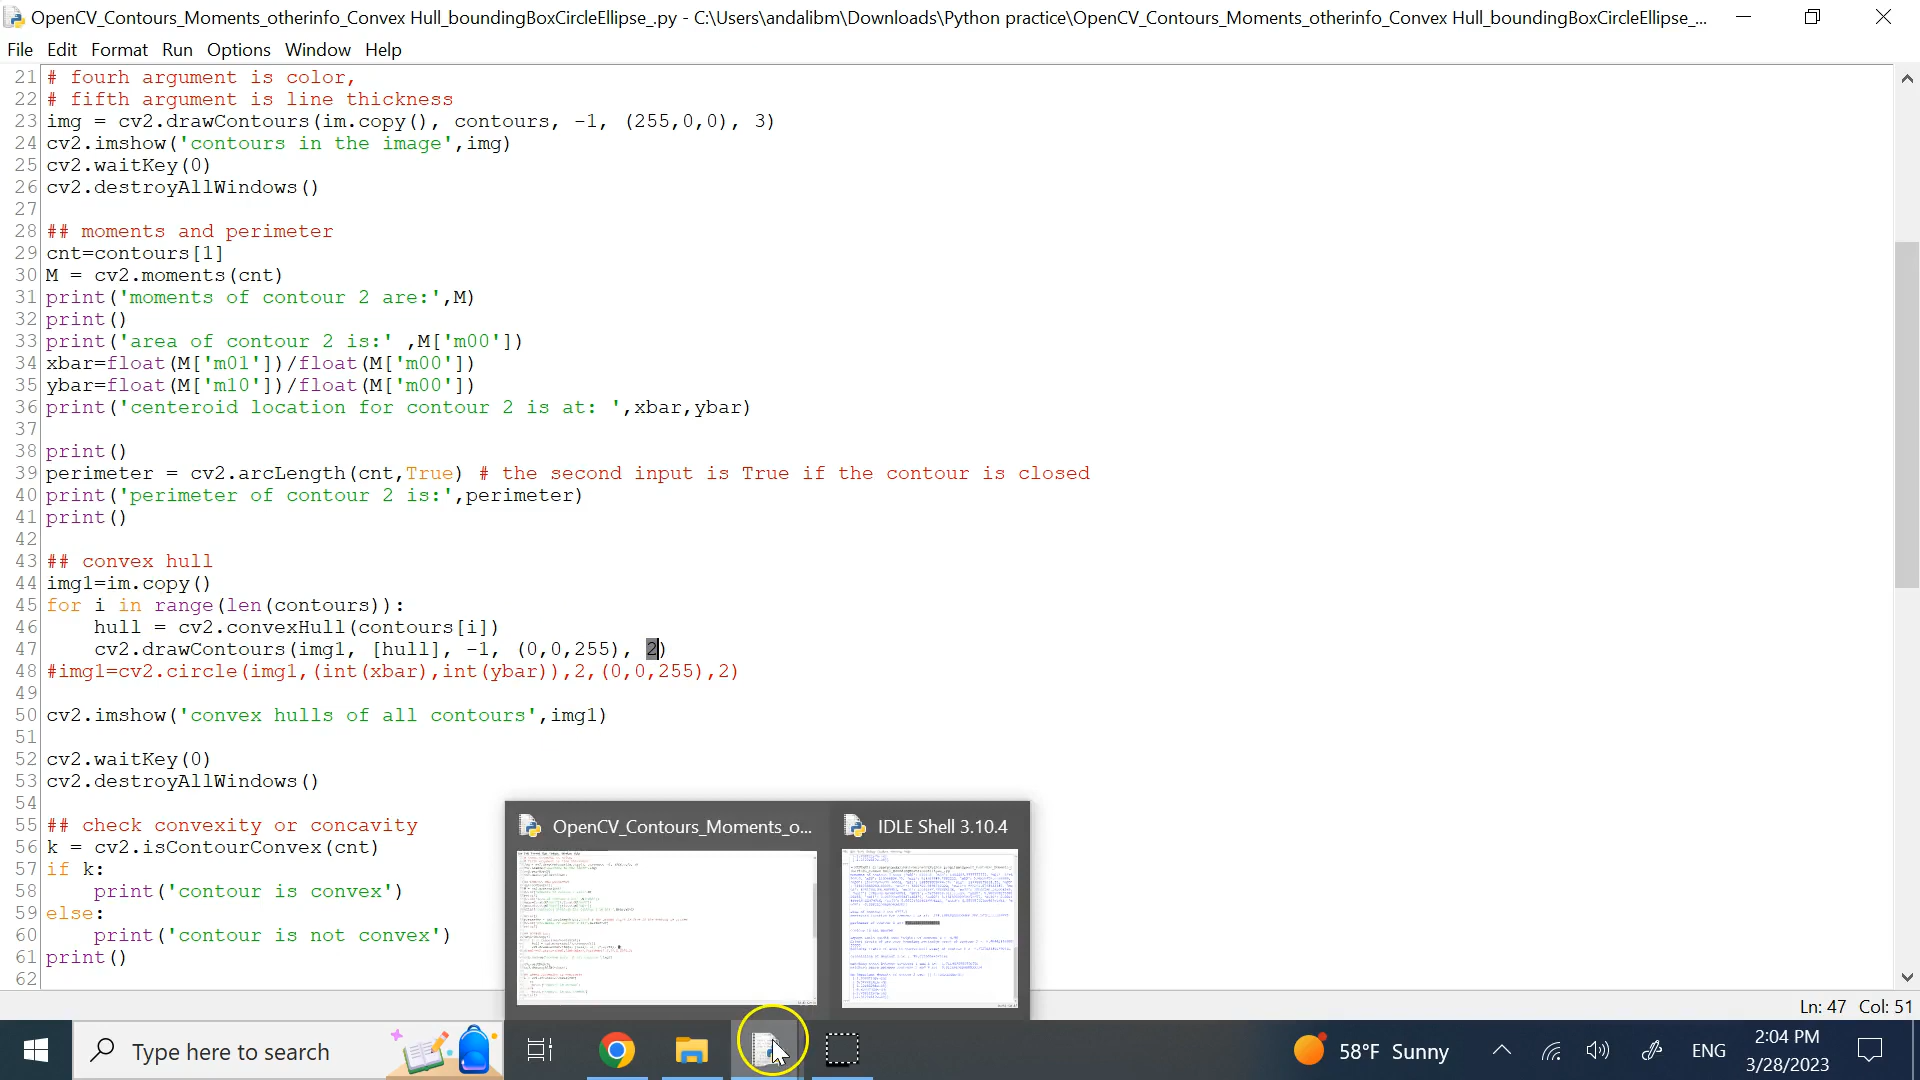 OpenCV_Contours_Moments_otherinfo_Convex Hull_boundingBoxCircleEllipse_.py - C:\Users\andalibm\Downloads\Python practice\OpenCV_Contours_Moments_otherinfo_Convex Hull_boundingBoxCircleEllipse_...
File Edit Format Run Options Window Help
21 # fourh argument is color,
22 # fifth argument is line thickness
23 img = cv2.drawContours(im.copy(), contours, -1, (255,0,0), 3)
24 cv2.imshow('contours in the image',img)
25 cv2.waitKey(0)
26 cv2.destroyAllWindows()
27
28 ## moments and perimeter
29 cnt=contours[1]
30 M = cv2.moments(cnt)
31 print('moments of contour 2 are:',M)
32 print()
33 print('area of contour 2 is:' ,M['m00'])
34 xbar=float(M['m01'])/float(M['m00'])
35 ybar=float(M['m10'])/float(M['m00'])
36 print('centeroid location for contour 2 is at: ',xbar,ybar)
37
38 print()
39 perimeter = cv2.arcLength(cnt,True) # the second input is True if the contour is closed
40 print('perimeter of contour 2 is:',perimeter)
41 print()
42
43 ## convex hull
44 img1=im.copy()
45 for i in range(len(contours)):
46     hull = cv2.convexHull(contours[i])
47     cv2.drawContours(img1, [hull], -1, (0,0,255), 2)
48 #img1=cv2.circle(img1,(int(xbar),int(ybar)),2,(0,0,255),2)
49
50 cv2.imshow('convex hulls of all contours',img1)
51
52 cv2.waitKey(0)
53 cv2.destroyAllWindows()
54
55 ## check convexity or concavity
56 k = cv2.isContourConvex(cnt)
57 if k:
58     print('contour is convex')
59 else:
60     print('contour is not convex')
61 print()
62
OpenCV_Contours_Moments_o...
IDLE Shell 3.10.4
Ln: 47 Col: 51
Type here to search
58°F Sunny
ENG
2:04 PM
3/28/2023